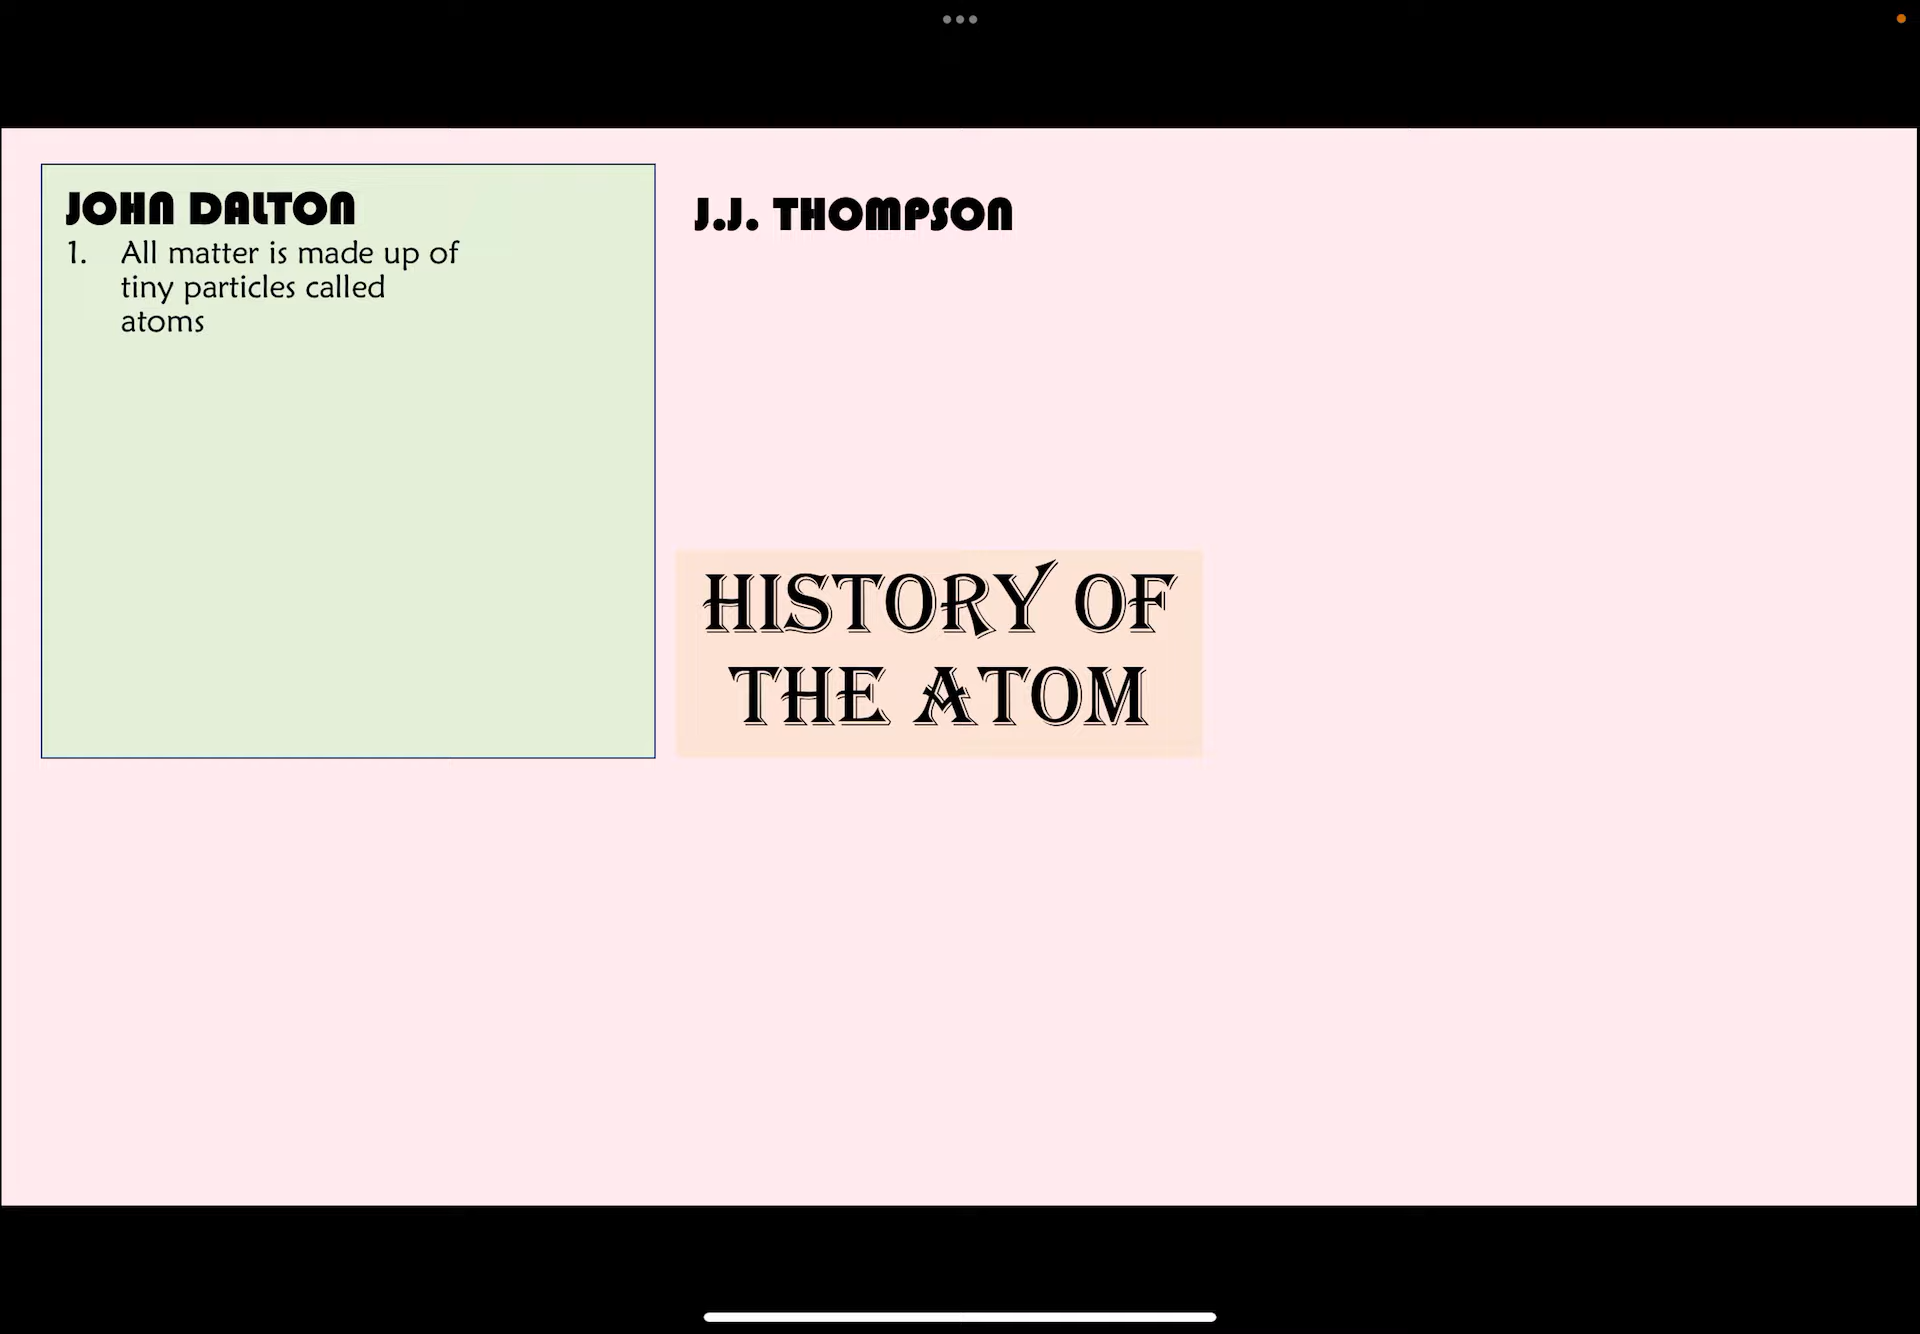 JOHN DALTON
1. All matter is made up of
tiny particles called
atoms
J.J. THOMPSON
HISTORY OF
THE ATOM